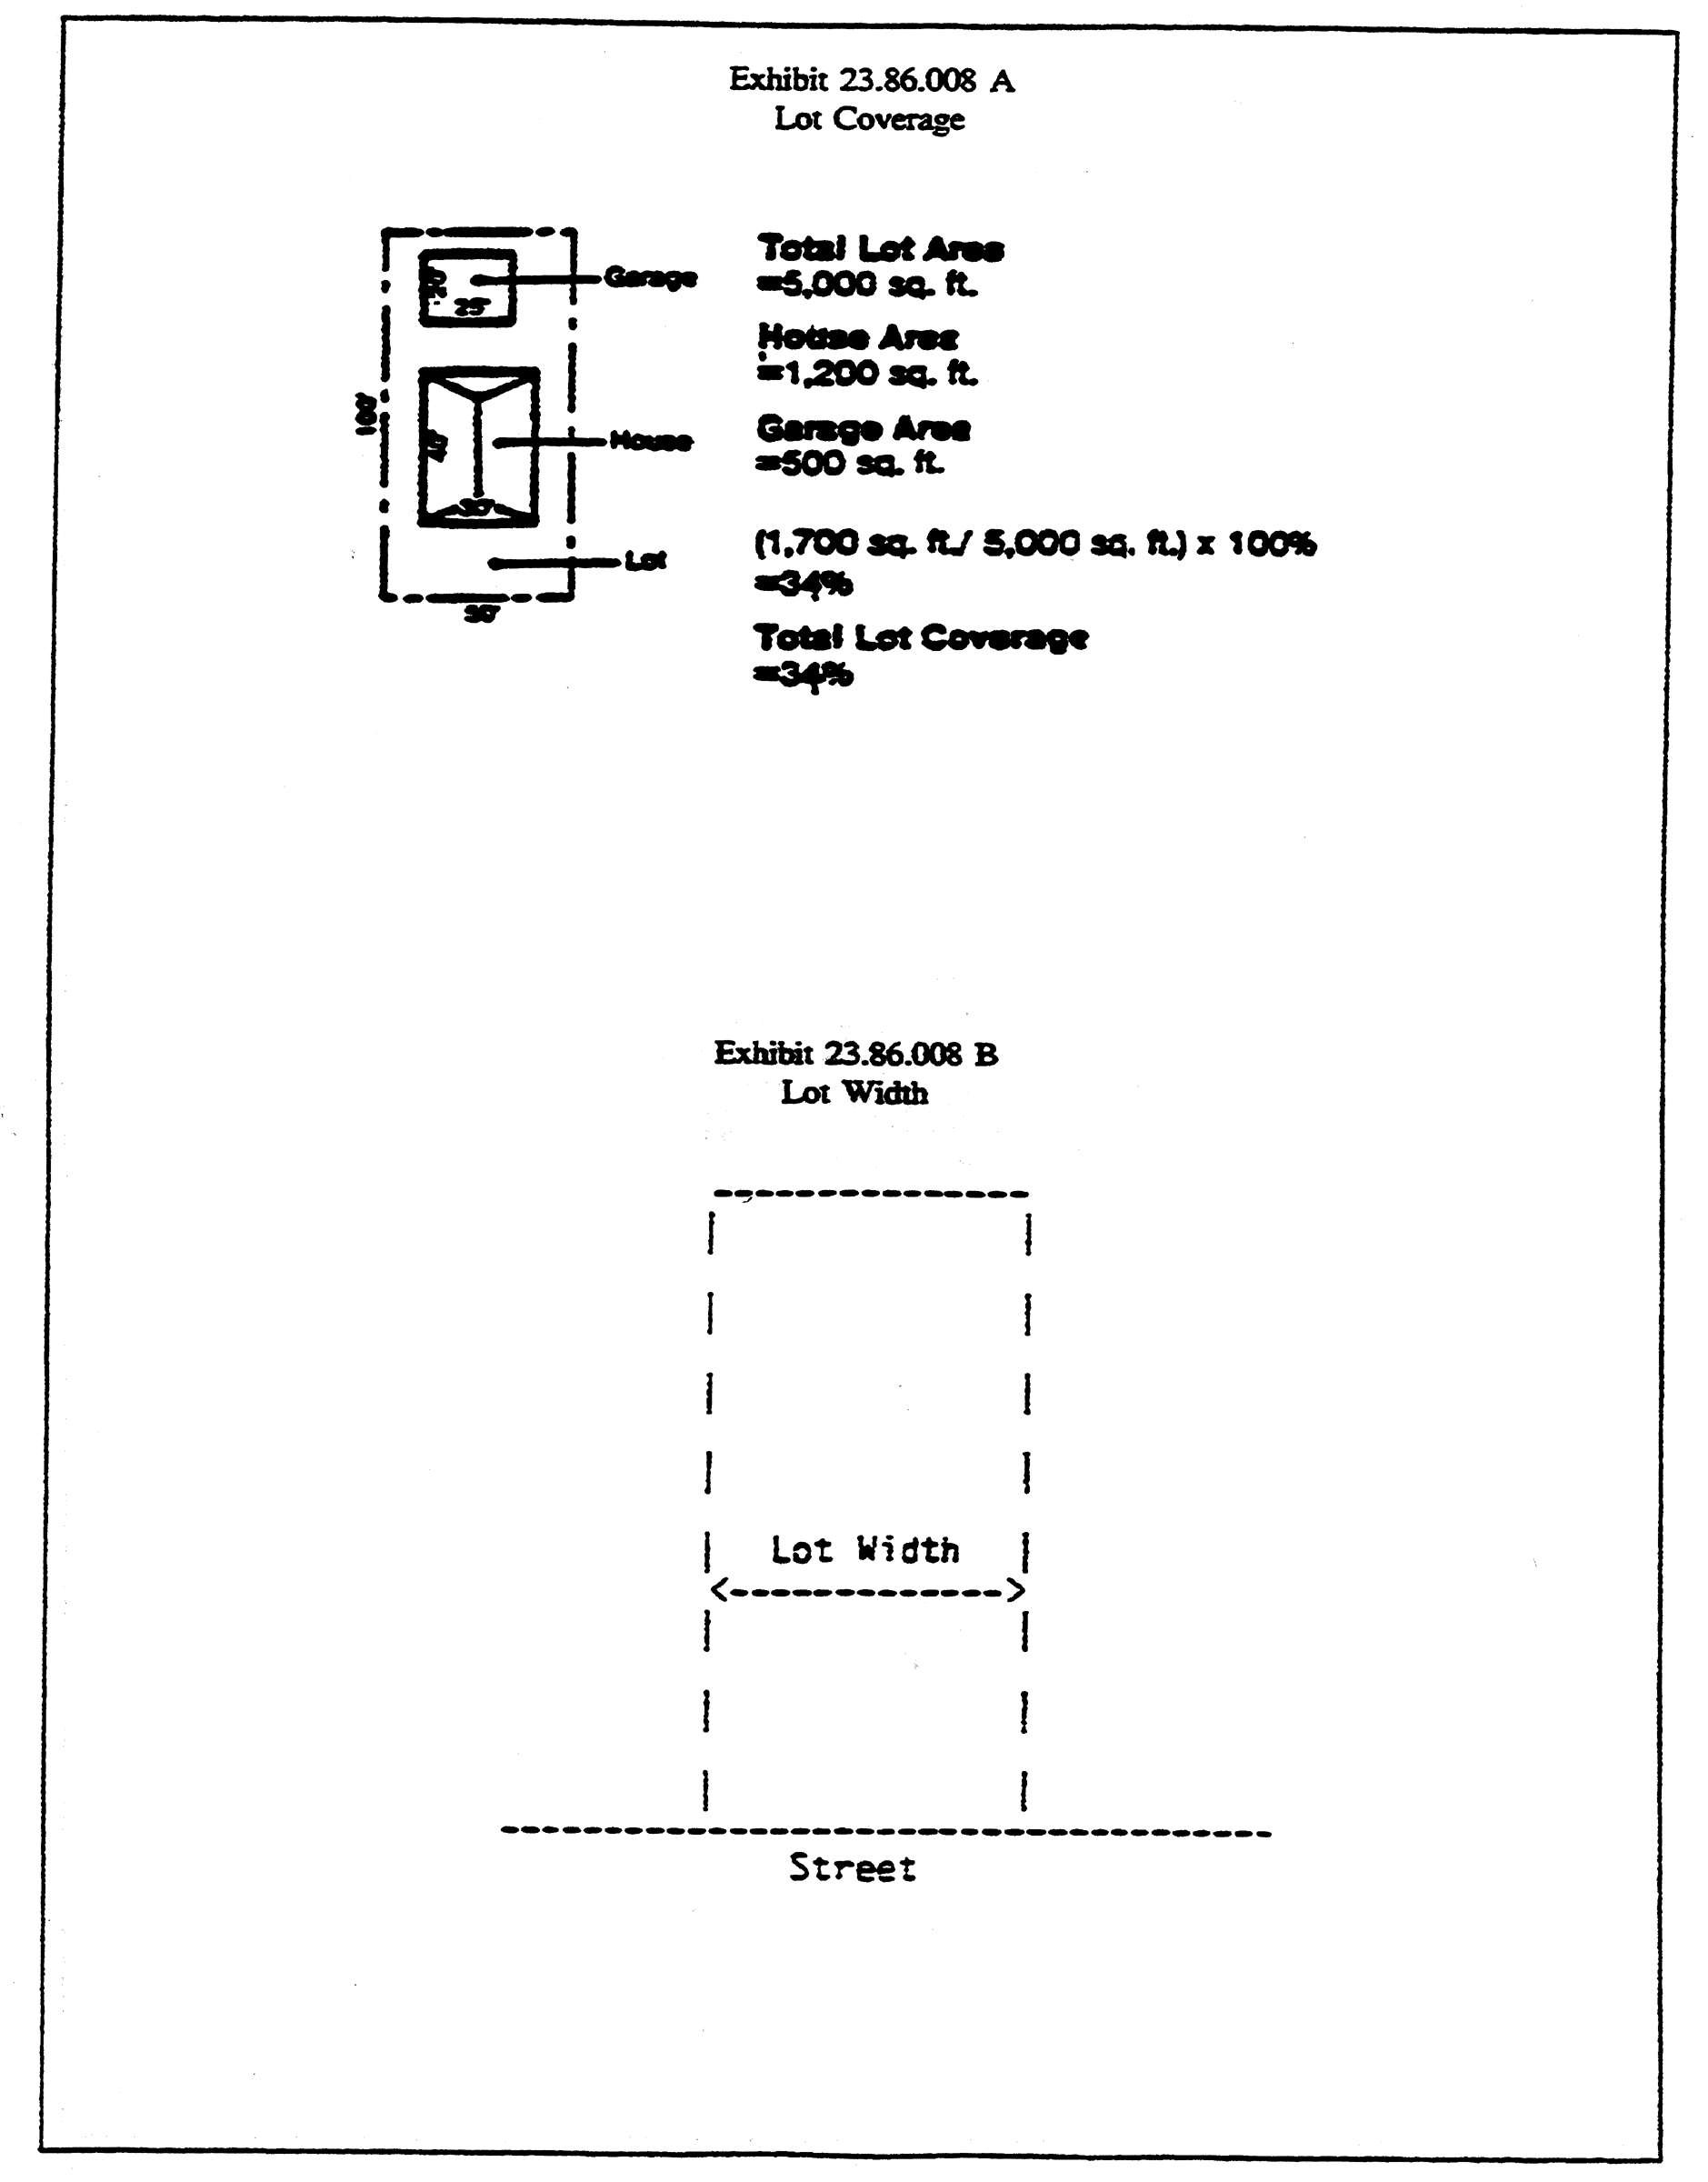 Exhibit 23.86.008 A
Lot Coverage
Total Lot Area
=5,000 sq. ft.
House Area
=1,200 sq. ft.
Garage Area
=500 sq. ft.
(1,700 sq. ft./ 5,000 sq. ft.) x 100%
=34%
Total Lot Coverage
=34%
Garage
20'
25'
House
40'
30'
Lot
100'
Exhibit 23.86.008 B
Lot Width
Lot Width
Street